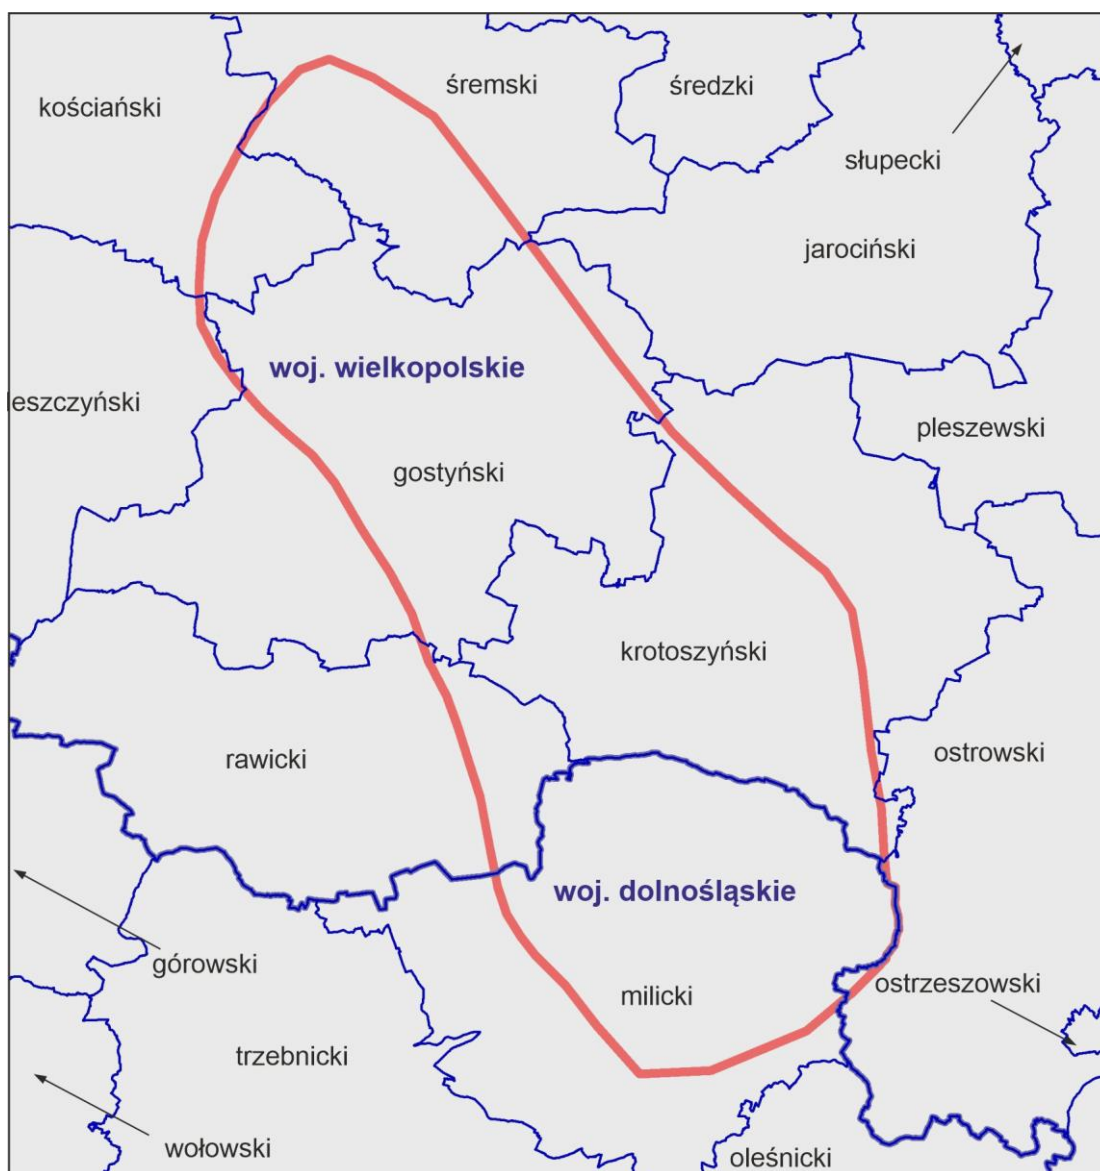 kościański
śremski
średzki
słupecki
jarociński
woj. wielkopolskie
leszczyński
gostyński
pleszewski
krotoszyński
rawicki
ostrowski
woj. dolnośląskie
górowski
milicki
ostrzeszowski
trzebnicki
wołowski
oleśnicki